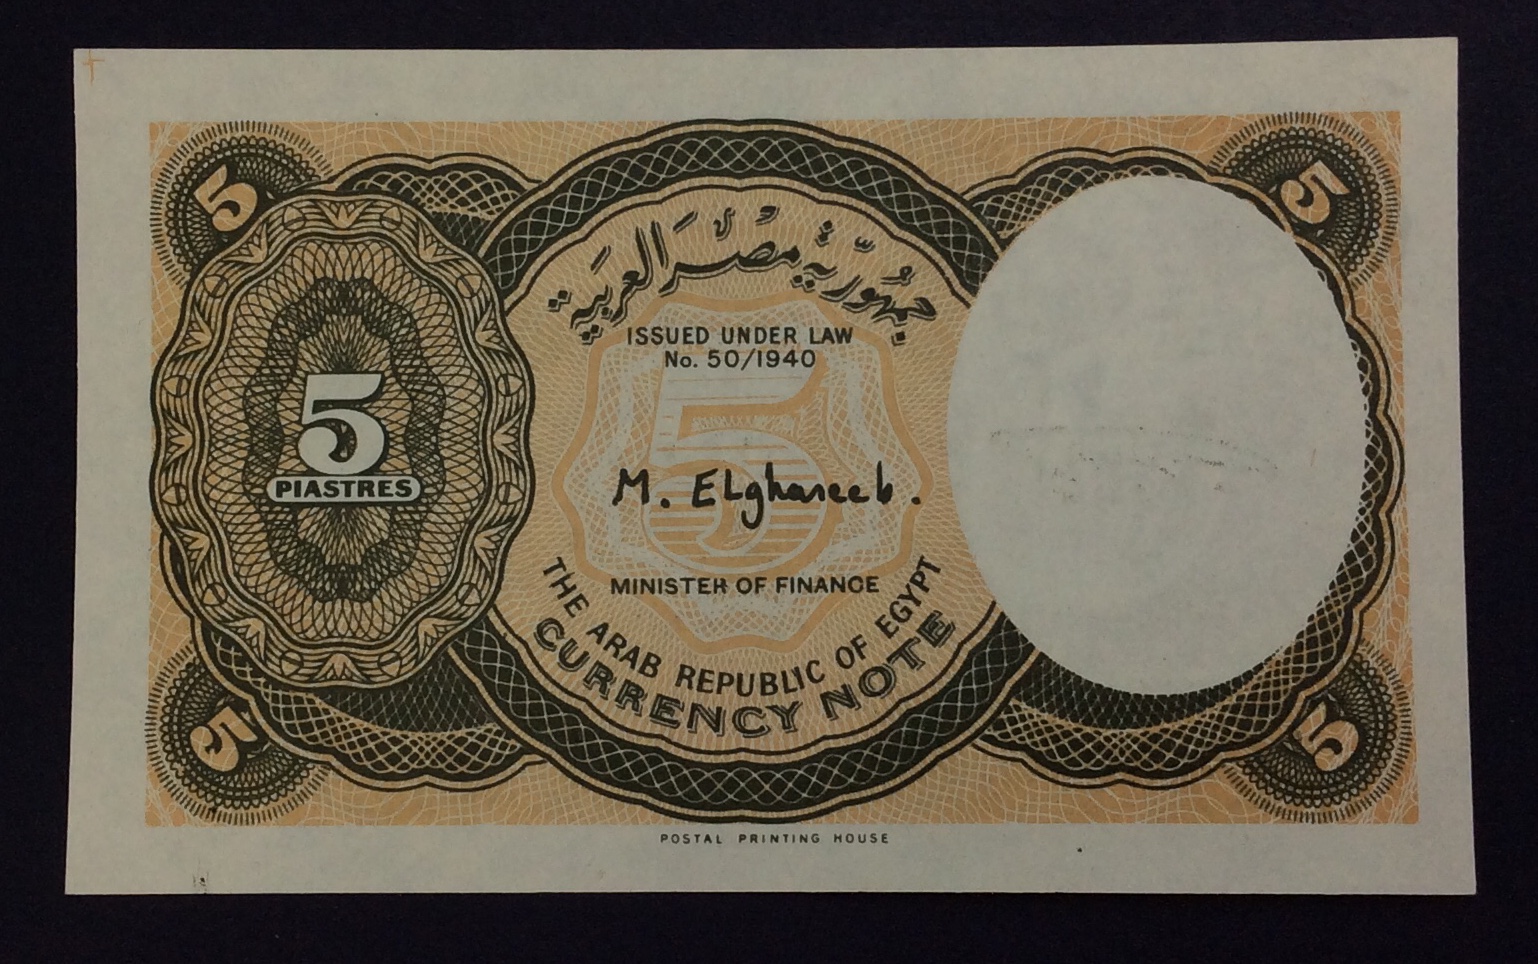 5
5
جمهورية مصر العربية
ISSUED UNDER LAW
No. 50/1940
5
5
PIASTRES
M. ELghareeb.
MINISTER OF FINANCE
THE ARAB REPUBLIC OF EGYPT
CURRENCY NOTE
5
5
POSTAL PRINTING HOUSE